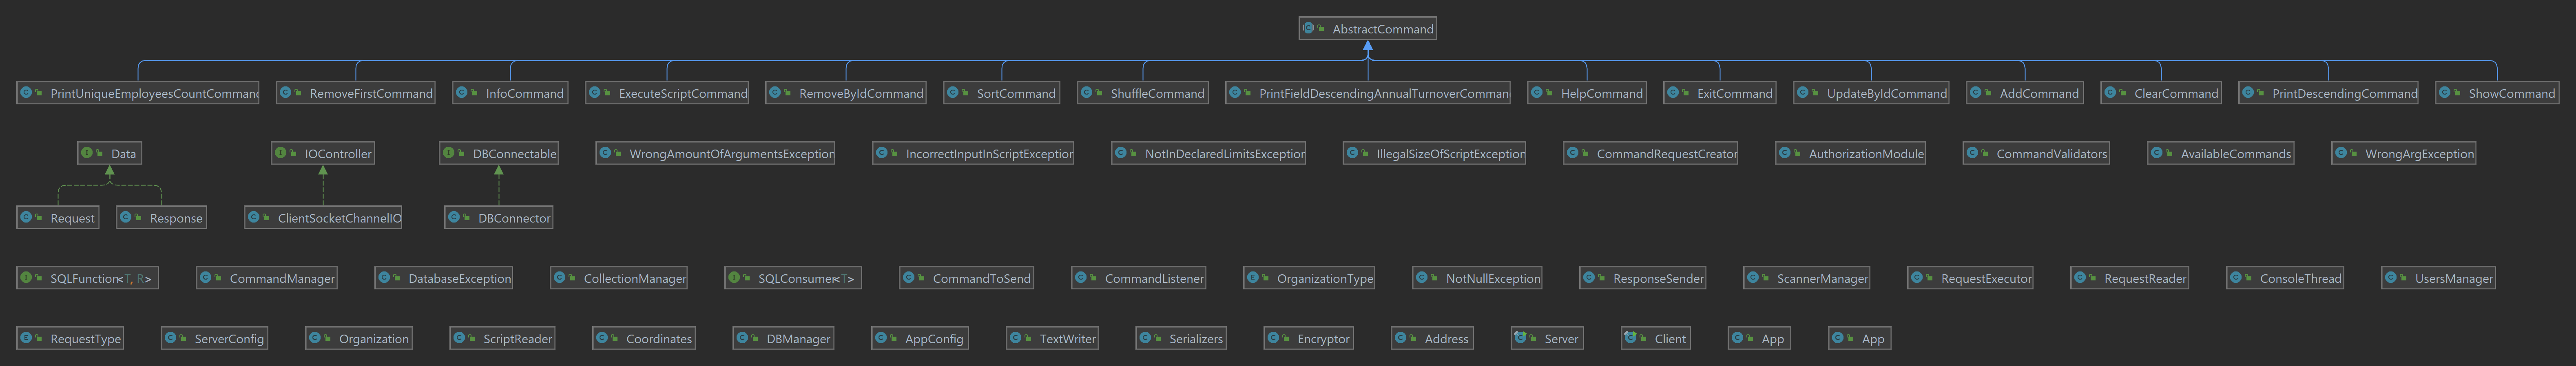 AbstractCommand
PrintUniqueEmployeesCountCommand RemoveFirstCommand InfoCommand ExecuteScriptCommand RemoveByIdCommand SortCommand ShuffleCommand PrintFieldDescendingAnnualTurnoverComman HelpCommand ExitCommand UpdateByIdCommand AddCommand ClearCommand PrintDescendingCommand ShowCommand
Data IOController DBConnectable WrongAmountOfArgumentsException IncorrectInputInScriptException NotInDeclaredLimitsException IllegalSizeOfScriptException CommandRequestCreator AuthorizationModule CommandValidators AvailableCommands WrongArgException
Request Response ClientSocketChannelIO DBConnector
SQLFunction<T, R> CommandManager DatabaseException CollectionManager SQLConsumer<T> CommandToSend CommandListener OrganizationType NotNullException ResponseSender ScannerManager RequestExecutor RequestReader ConsoleThread UsersManager
RequestType ServerConfig Organization ScriptReader Coordinates DBManager AppConfig TextWriter Serializers Encryptor Address Server Client App App